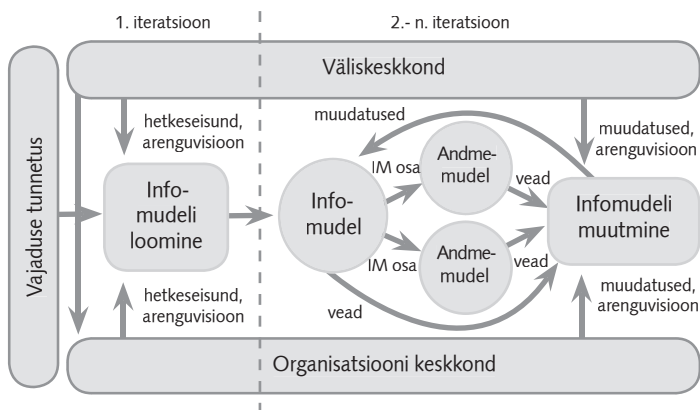 1. iteratsioon
2.- n. iteratsioon
Väliskeskkond
Vajaduse tunnetus
hetkeseisund,
arenguvisioon
muudatused
muudatused,
arenguvisioon
Info-
mudeli
loomine
Info-
mudel
IM osa
Andme-
mudel
vead
IM osa
Andme-
mudel
vead
Infomudeli
muutmine
hetkeseisund,
arenguvisioon
vead
muudatused,
arenguvisioon
Organisatsiooni keskkond